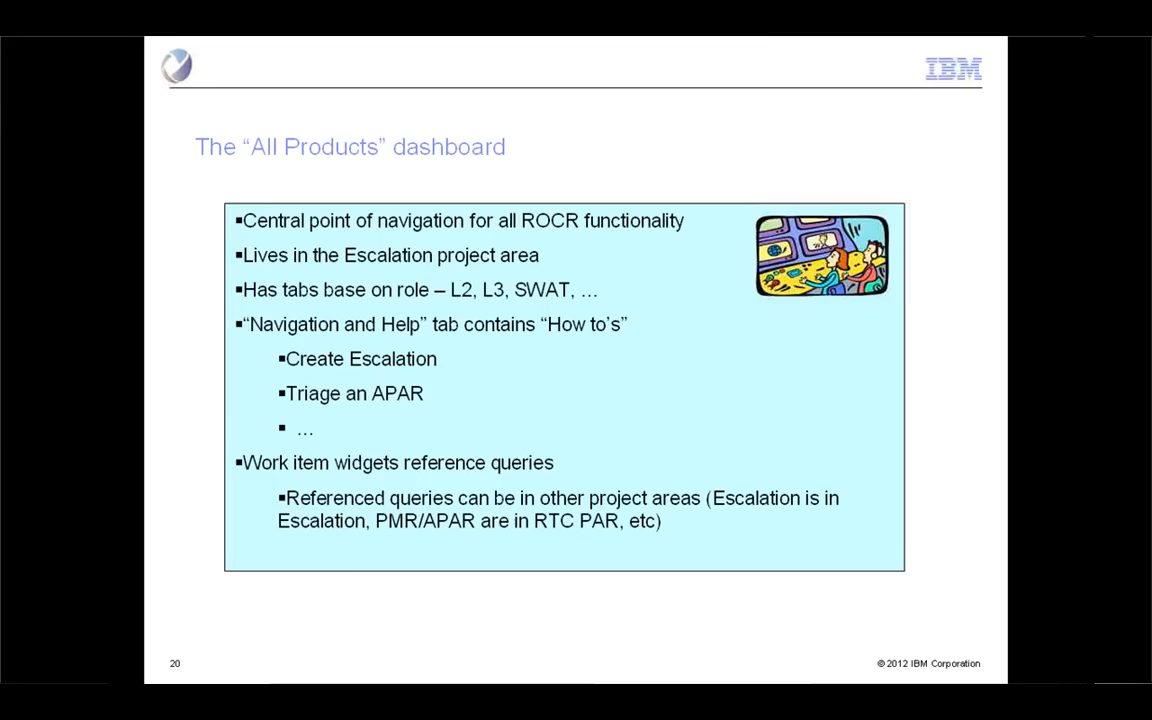 IBM
The “All Products” dashboard
▪Central point of navigation for all ROCR functionality
▪Lives in the Escalation project area
▪Has tabs base on role – L2, L3, SWAT, …
▪“Navigation and Help” tab contains “How to’s”
▪Create Escalation
▪Triage an APAR
▪ …
▪Work item widgets reference queries
▪Referenced queries can be in other project areas (Escalation is in
Escalation, PMR/APAR are in RTC PAR, etc)
20
© 2012 IBM Corporation